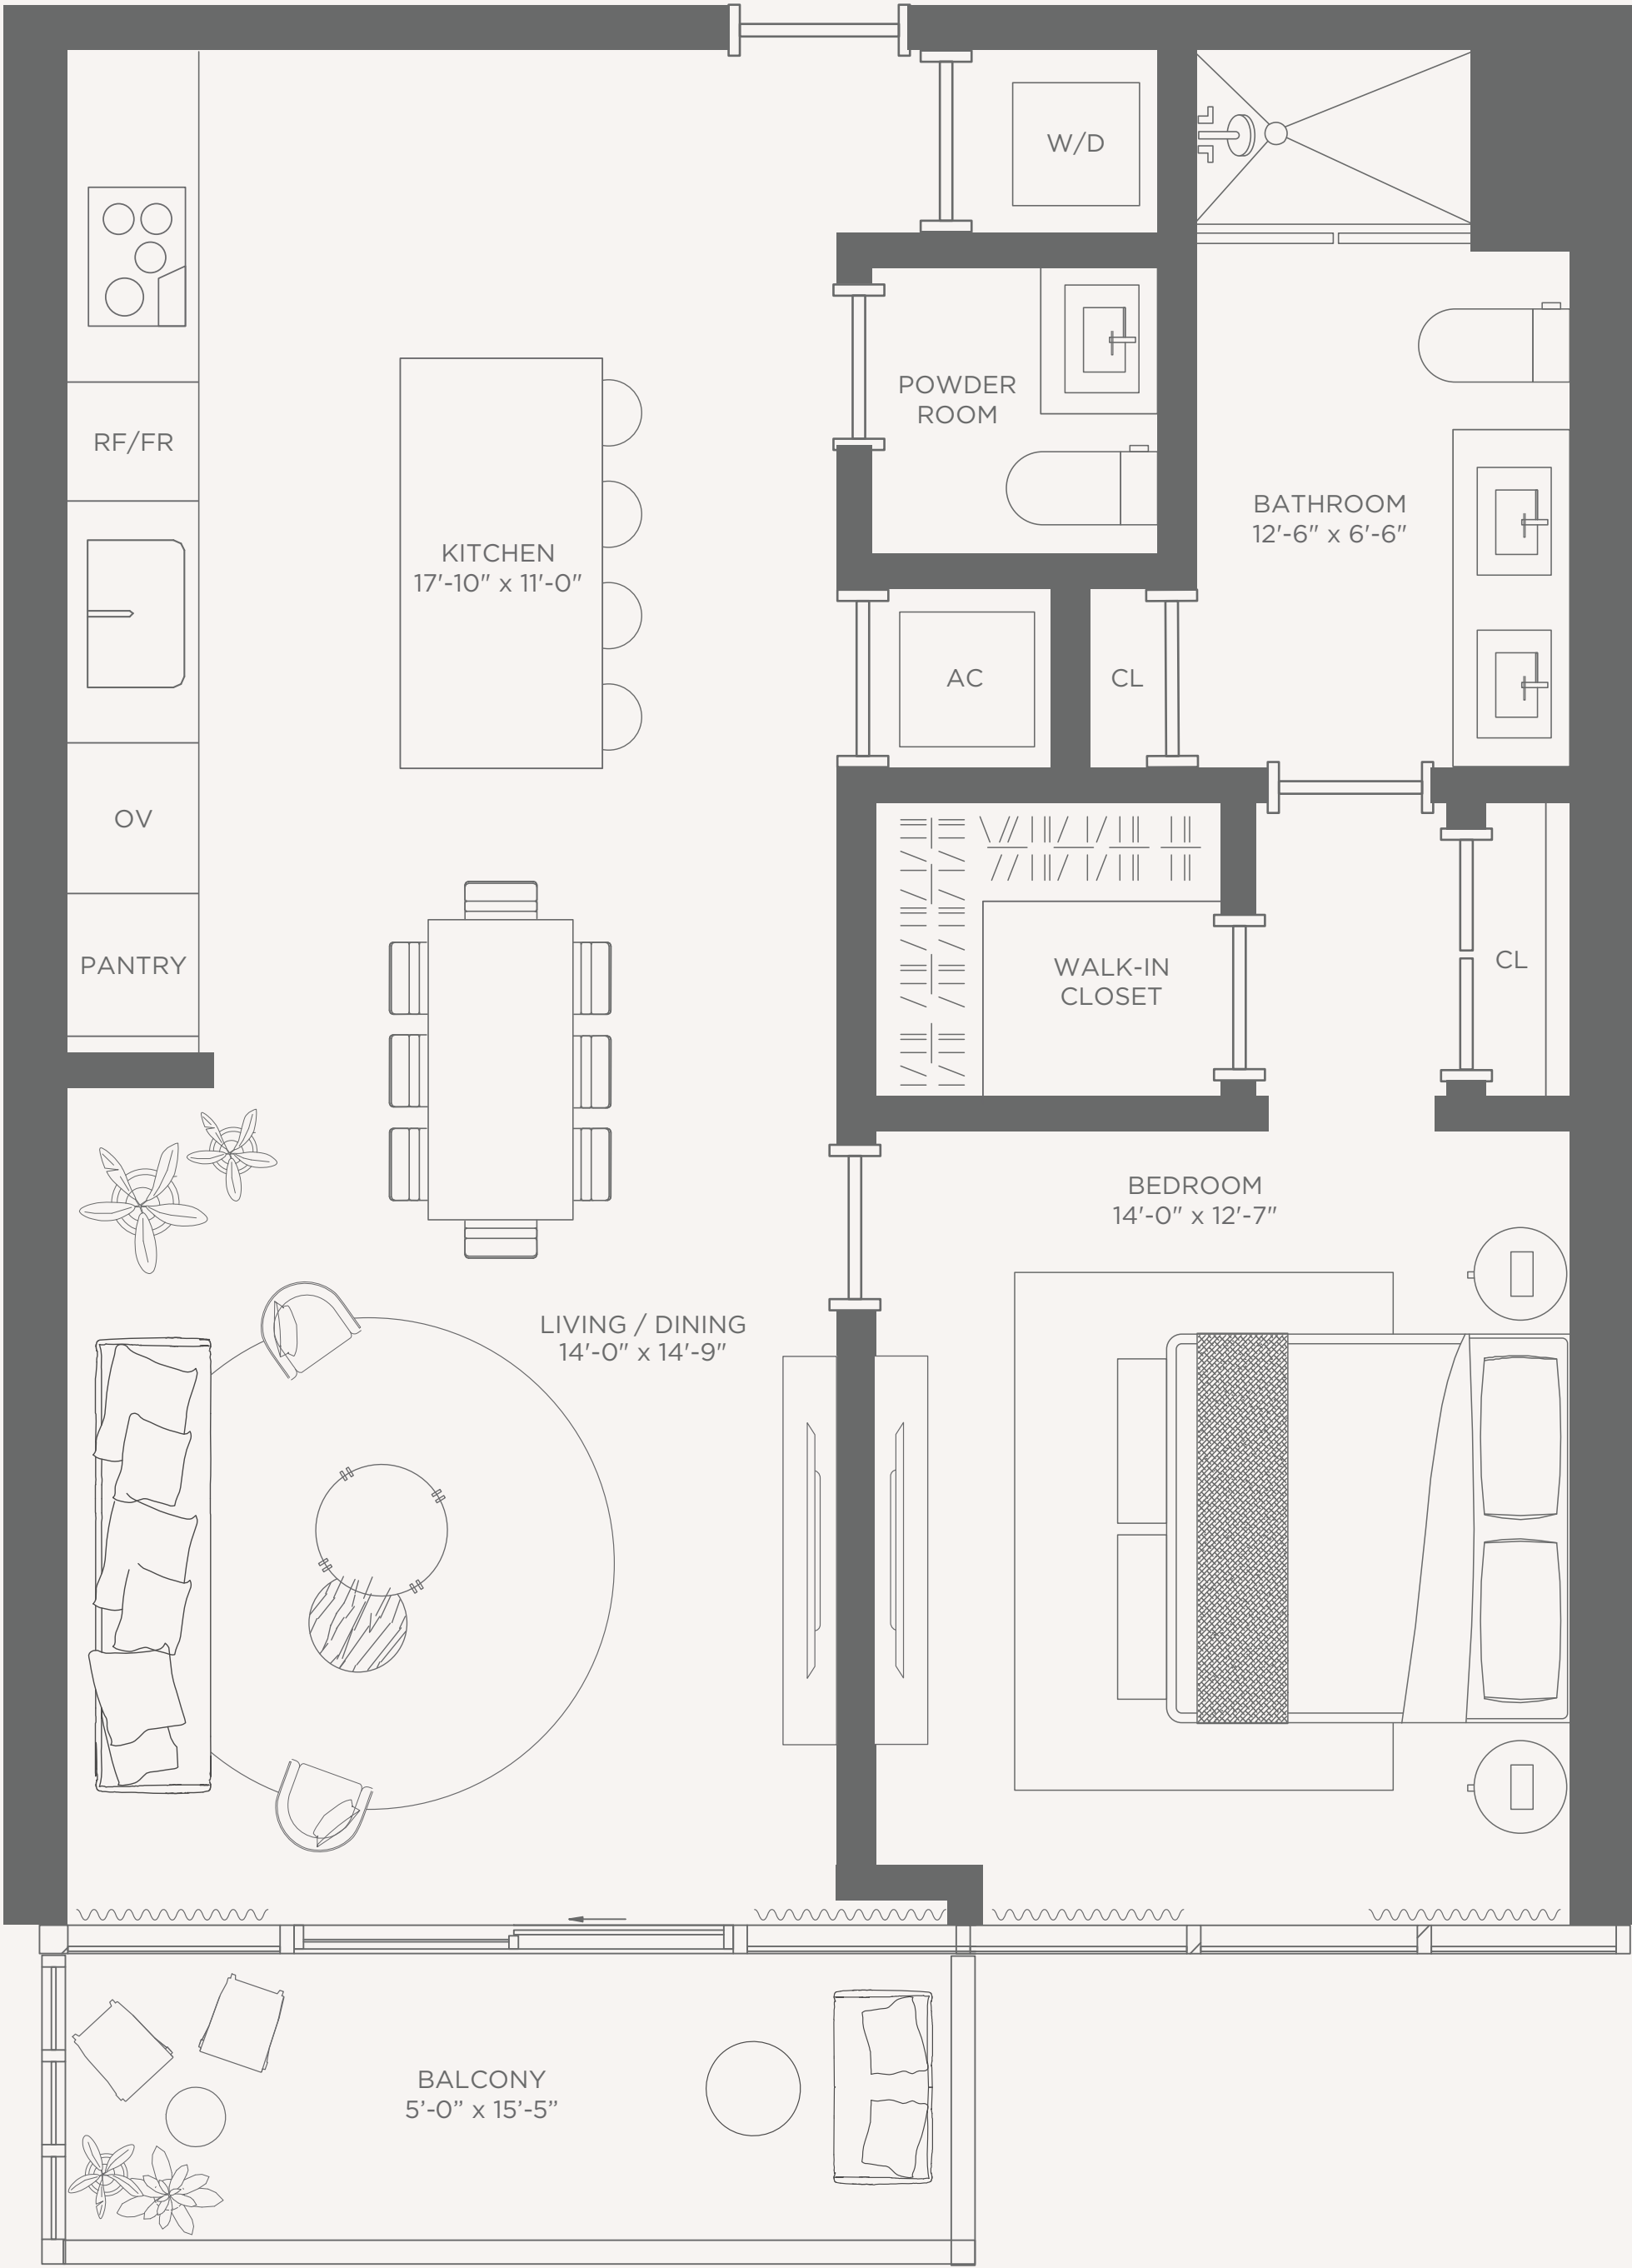 W/D
POWDER
ROOM
RF/FR
BATHROOM
12'-6" x 6'-6"
KITCHEN
17'-10" x 11'-0"
AC
CL
OV
PANTRY
WALK-IN
CLOSET
CL
BEDROOM
14'-0" x 12'-7"
LIVING / DINING
14'-0" x 14'-9"
BALCONY
5’-0” x 15’-5”